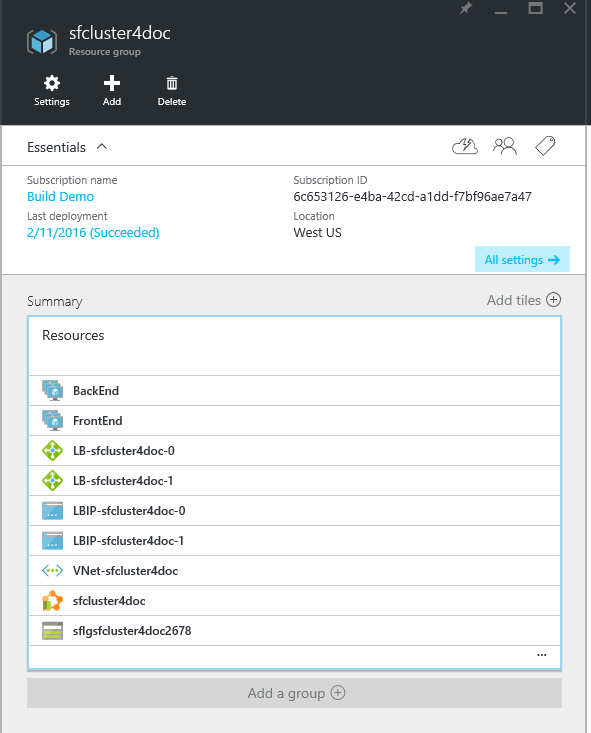 sfcluster4doc
Resource group
Settings Add Delete
Essentials
Subscription name Subscription ID
Build Demo 6c653126-e4ba-42cd-a1dd-f7bf96ae7a47
Last deployment Location
2/11/2016 (Succeeded) West US
All settings
Summary Add tiles
Resources
BackEnd
FrontEnd
LB-sfcluster4doc-0
LB-sfcluster4doc-1
LBIP-sfcluster4doc-0
LBIP-sfcluster4doc-1
VNet-sfcluster4doc
sfcluster4doc
sflgsfcluster4doc2678
...
Add a group